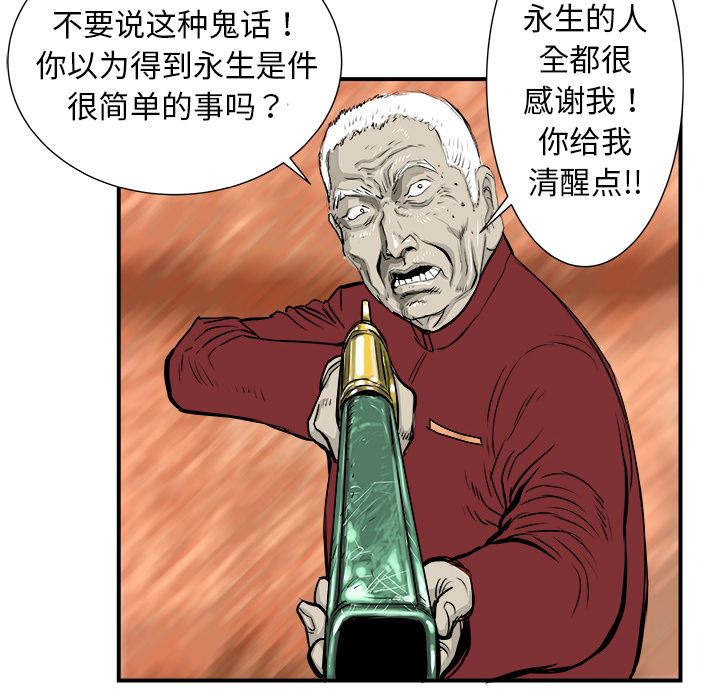 不要说这种鬼话！
你以为得到永生是件
很简单的事吗？
永生的人
全都很
感谢我！
你给我
清醒点!!